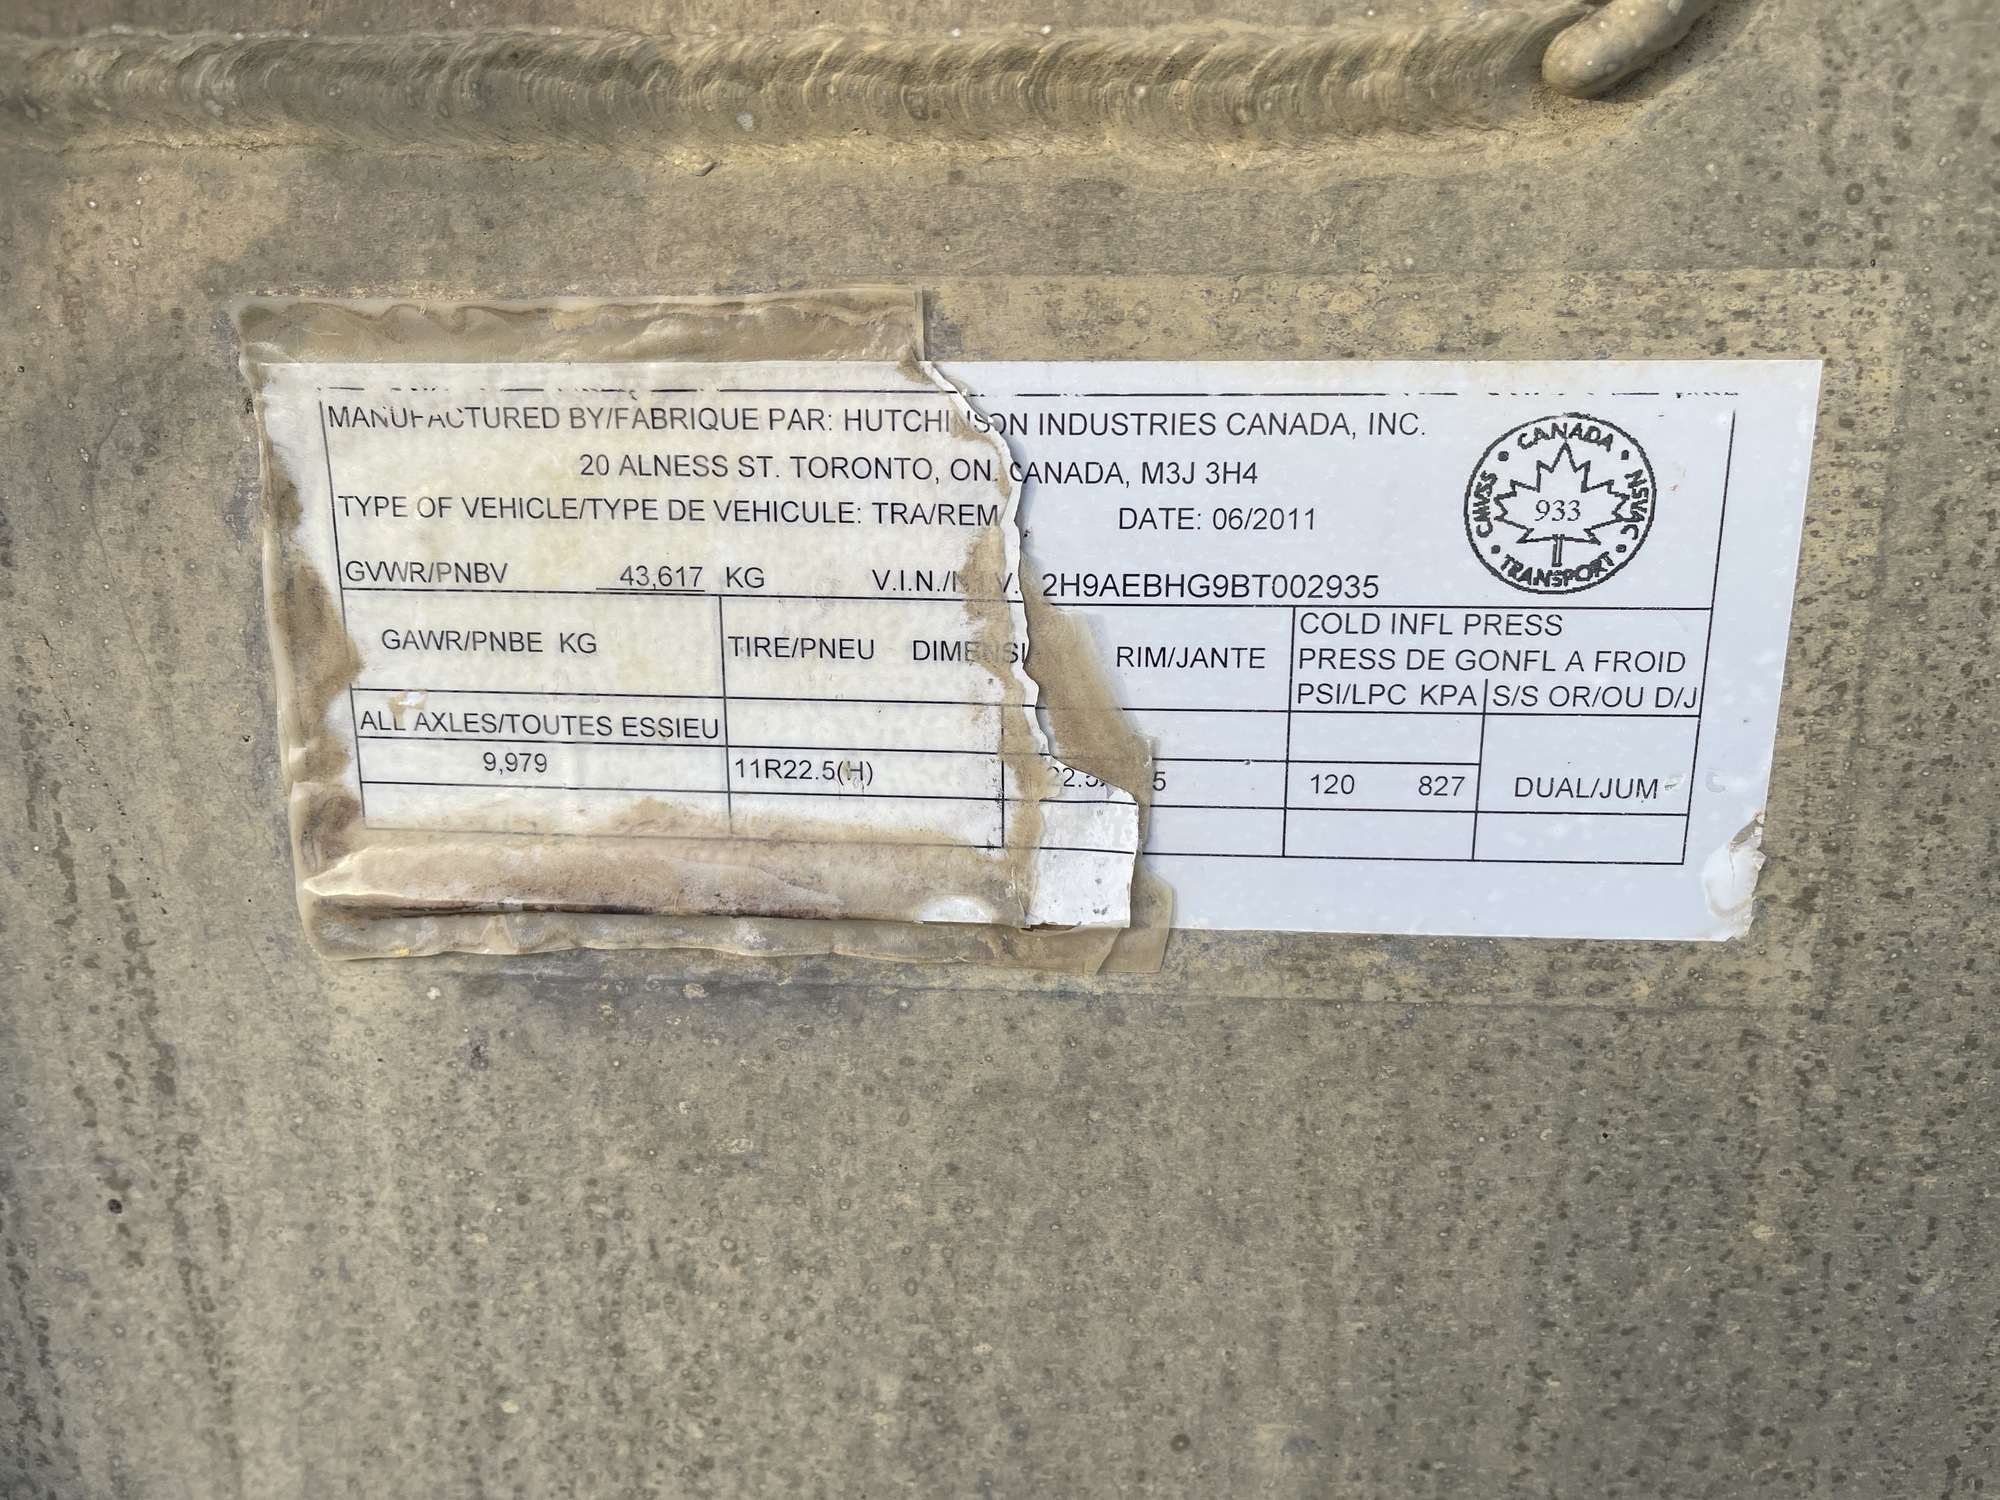 MANUFACTURED BY/FABRIQUE PAR: HUTCHINSON INDUSTRIES CANADA, INC.
20 ALNESS ST. TORONTO, ON. CANADA, M3J 3H4
TYPE OF VEHICLE/TYPE DE VEHICULE: TRA/REM DATE: 06/2011
GVWR/PNBV 43,617 KG V.I.N./N.I.V. 2H9AEBHG9BT002935
CANADA • NSVAC • TRANSPORT • CMVSS •
933
GAWR/PNBE KG TIRE/PNEU RIM/JANTE
COLD INFL PRESS
PRESS DE GONFL A FROID
PSI/LPC KPA S/S OR/OU D/J
ALL AXLES/TOUTES ESSIEU
9,979 11R22.5(H) 120 827 DUAL/JUM